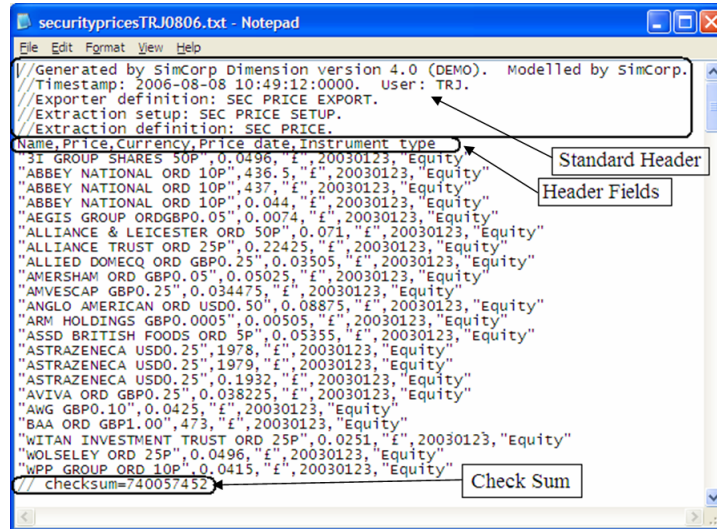 securitypricesTRJ0806.txt - Notepad
File Edit Format View Help
//Generated by SimCorp Dimension version 4.0 (DEMO). Modelled by SimCorp.
//Timestamp: 2006-08-08 10:49:12:0000. User: TRJ.
//Exporter definition: SEC PRICE EXPORT.
//Extraction setup: SEC PRICE SETUP.
//Extraction definition: SEC PRICE.
Name,Price,Currency,Price date,Instrument type
"3I GROUP SHARES 50P",0.0496,"£",20030123,"Equity"
"ABBEY NATIONAL ORD 10P",436.5,"£",20030123,"Equity"
"ABBEY NATIONAL ORD 10P",437,"£",20030123,"Equity"
"ABBEY NATIONAL ORD 10P",0.044,"£",20030123,"Equity"
"AEGIS GROUP ORDGBP0.05",0.0074,"£",20030123,"Equity"
"ALLIANCE & LEICESTER ORD 50P",0.071,"£",20030123,"Equity"
"ALLIANCE TRUST ORD 25P",0.22425,"£",20030123,"Equity"
"ALLIED DOMECQ ORD GBP0.25",0.03505,"£",20030123,"Equity"
"AMERSHAM ORD GBP0.05",0.05025,"£",20030123,"Equity"
"AMVESCAP GBP0.25",0.034475,"£",20030123,"Equity"
"ANGLO AMERICAN ORD USD0.50",0.08875,"£",20030123,"Equity"
"ARM HOLDINGS GBP0.0005",0.00505,"£",20030123,"Equity"
"ASSD BRITISH FOODS ORD 5P",0.05355,"£",20030123,"Equity"
"ASTRAZENECA USD0.25",1978,"£",20030123,"Equity"
"ASTRAZENECA USD0.25",1979,"£",20030123,"Equity"
"ASTRAZENECA USD0.25",0.1932,"£",20030123,"Equity"
"AVIVA ORD GBP0.25",0.038225,"£",20030123,"Equity"
"AWG GBP0.10",0.0425,"£",20030123,"Equity"
"BAA ORD GBP1.00",473,"£",20030123,"Equity"
"WITAN INVESTMENT TRUST ORD 25P",0.0251,"£",20030123,"Equity"
"WOLSELEY ORD 25P",0.0496,"£",20030123,"Equity"
"WPP GROUP ORD 10P",0.0415,"£",20030123,"Equity"
// checksum=740057452
Standard Header
Header Fields
Check Sum